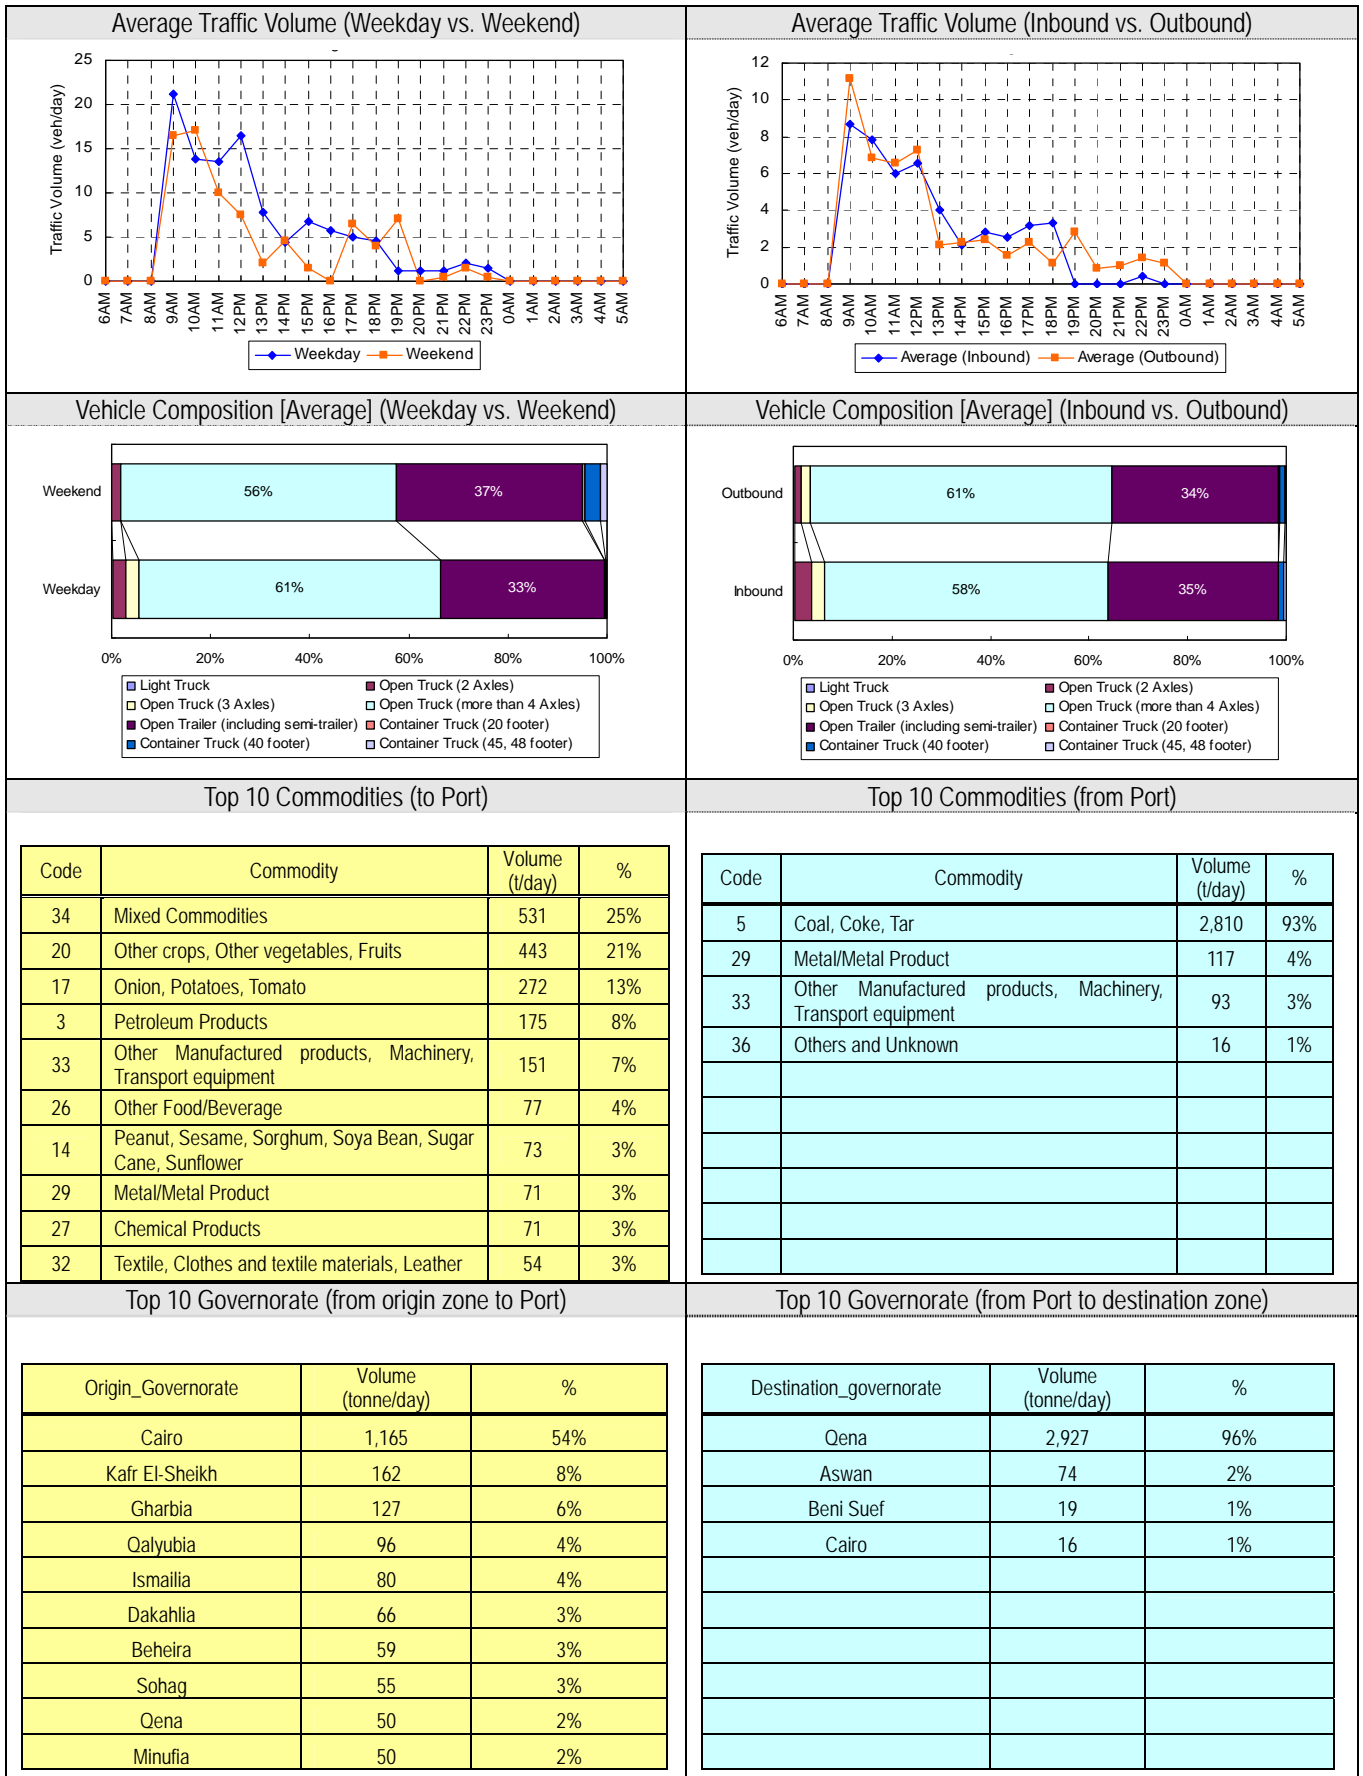 Average Traffic Volume (Weekday vs. Weekend)
25
20
15
10
5
0
Traffic Volume (veh/day)
6AM
7AM
8AM
9AM
10AM
11AM
12PM
13PM
14PM
15PM
16PM
17PM
18PM
19PM
20PM
21PM
22PM
23PM
0AM
1AM
2AM
3AM
4AM
5AM
Weekday Weekend
Average Traffic Volume (Inbound vs. Outbound)
12
10
8
6
4
2
0
Traffic Volume (veh/day)
6AM
7AM
8AM
9AM
10AM
11AM
12PM
13PM
14PM
15PM
16PM
17PM
18PM
19PM
20PM
21PM
22PM
23PM
0AM
1AM
2AM
3AM
4AM
5AM
Average (Inbound) Average (Outbound)
Vehicle Composition [Average] (Weekday vs. Weekend)
Weekend 56% 37%
Weekday 61% 33%
0% 20% 40% 60% 80% 100%
Light Truck Open Truck (2 Axles)
Open Truck (3 Axles) Open Truck (more than 4 Axles)
Open Trailer (including semi-trailer) Container Truck (20 footer)
Container Truck (40 footer) Container Truck (45, 48 footer)
Vehicle Composition [Average] (Inbound vs. Outbound)
Outbound 61% 34%
Inbound 58% 35%
0% 20% 40% 60% 80% 100%
Light Truck Open Truck (2 Axles)
Open Truck (3 Axles) Open Truck (more than 4 Axles)
Open Trailer (including semi-trailer) Container Truck (20 footer)
Container Truck (40 footer) Container Truck (45, 48 footer)
Top 10 Commodities (to Port)
Code Commodity Volume (t/day) %
34 Mixed Commodities 531 25%
20 Other crops, Other vegetables, Fruits 443 21%
17 Onion, Potatoes, Tomato 272 13%
3 Petroleum Products 175 8%
33 Other Manufactured products, Machinery, Transport equipment 151 7%
26 Other Food/Beverage 77 4%
14 Peanut, Sesame, Sorghum, Soya Bean, Sugar Cane, Sunflower 73 3%
29 Metal/Metal Product 71 3%
27 Chemical Products 71 3%
32 Textile, Clothes and textile materials, Leather 54 3%
Top 10 Commodities (from Port)
Code Commodity Volume (t/day) %
5 Coal, Coke, Tar 2,810 93%
29 Metal/Metal Product 117 4%
33 Other Manufactured products, Machinery, Transport equipment 93 3%
36 Others and Unknown 16 1%
Top 10 Governorate (from origin zone to Port)
Origin_Governorate Volume (tonne/day) %
Cairo 1,165 54%
Kafr El-Sheikh 162 8%
Gharbia 127 6%
Qalyubia 96 4%
Ismailia 80 4%
Dakahlia 66 3%
Beheira 59 3%
Sohag 55 3%
Qena 50 2%
Minufia 50 2%
Top 10 Governorate (from Port to destination zone)
Destination_governorate Volume (tonne/day) %
Qena 2,927 96%
Aswan 74 2%
Beni Suef 19 1%
Cairo 16 1%